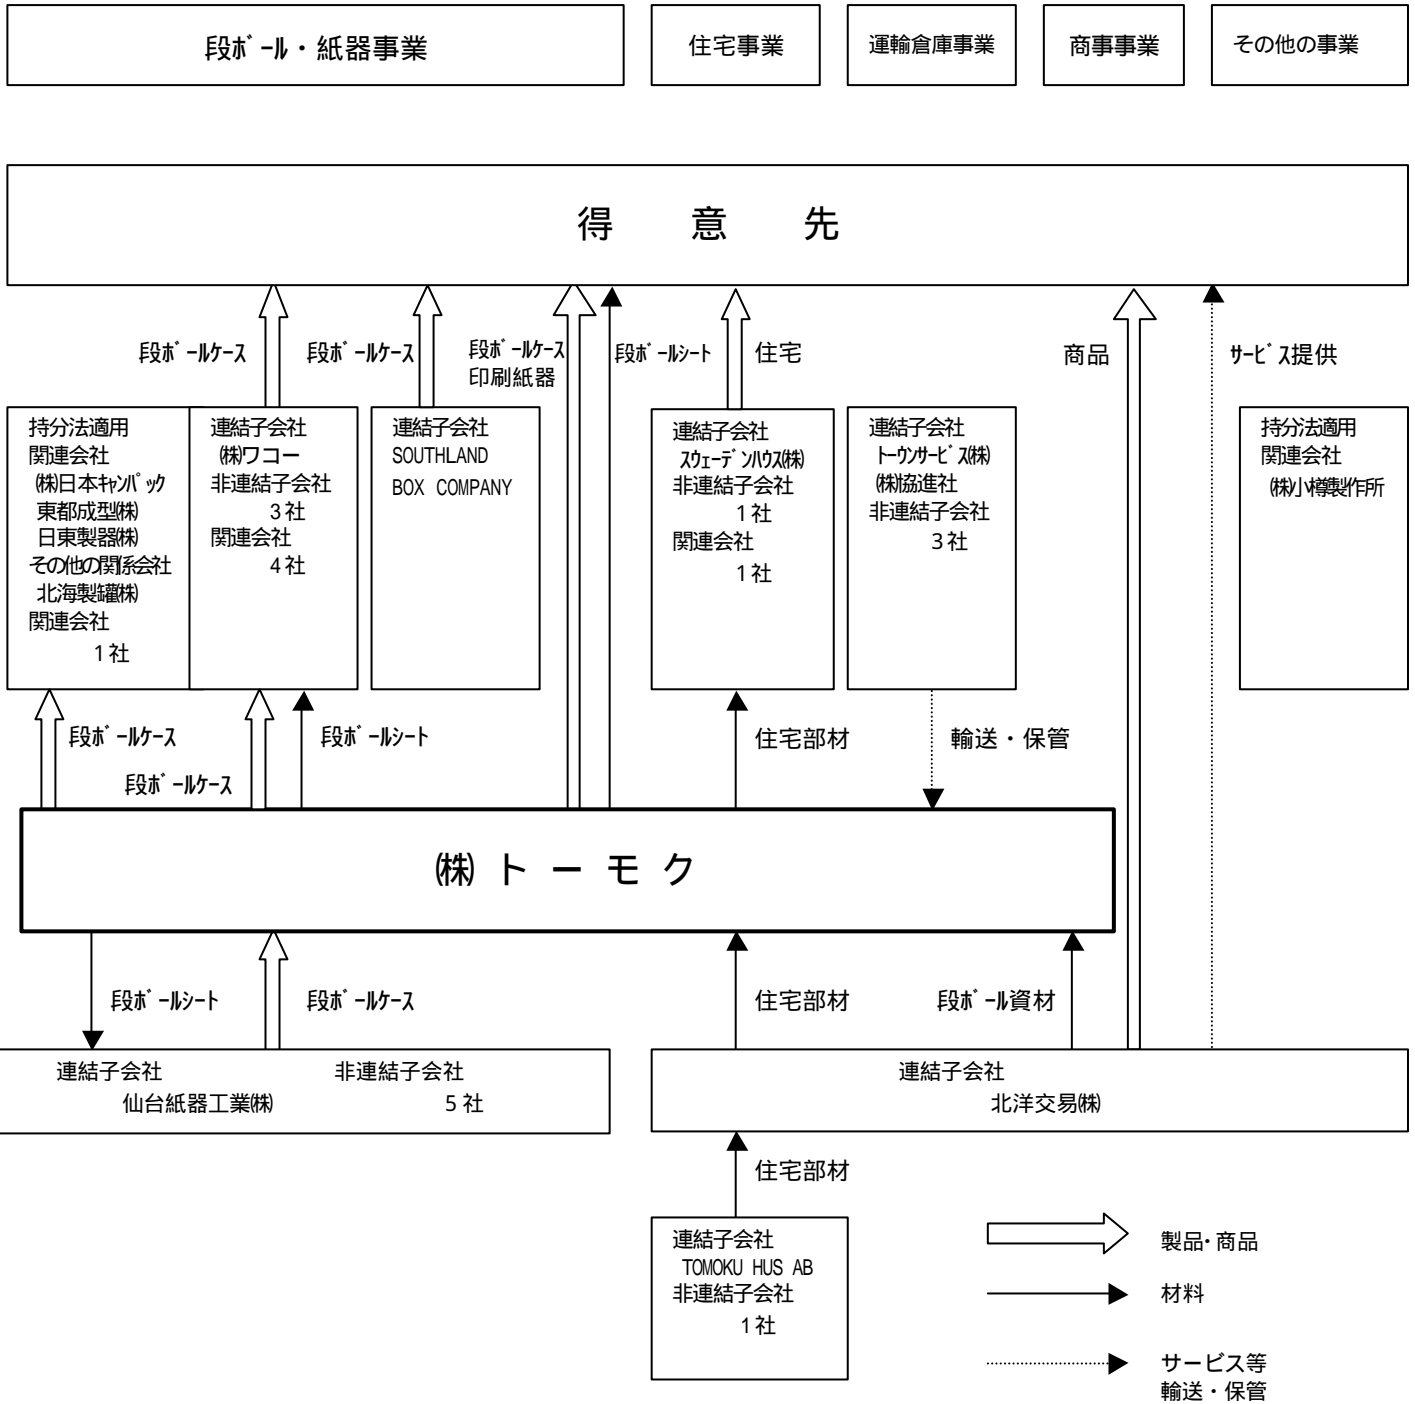 段ボール・紙器事業
住宅事業
運輸倉庫事業
商事事業
その他の事業
得意先
段ボールケース
段ボールケース
段ボールケース
印刷紙器
段ボールシート
住宅
商品
サービス提供
持分法適用
関連会社
㈱日本キャンパック
東都成型㈱
日東製器㈱
その他の関係会社
北海製罐㈱
関連会社
1社
連結子会社
㈱ワコー
非連結子会社
3社
関連会社
4社
連結子会社
SOUTHLAND
BOX COMPANY
連結子会社
スウェーデンハウス㈱
非連結子会社
1社
関連会社
1社
連結子会社
トーウンサービス㈱
㈱協進社
非連結子会社
3社
持分法適用
関連会社
㈱小樽製作所
段ボールケース
段ボールケース
段ボールシート
住宅部材
輸送・保管
㈱トーモク
段ボールシート
段ボールケース
住宅部材
段ボール資材
連結子会社
仙台紙器工業㈱
非連結子会社
5社
連結子会社
北洋交易㈱
住宅部材
連結子会社
TOMOKU HUS AB
非連結子会社
1社
製品・商品
材料
サービス等
輸送・保管